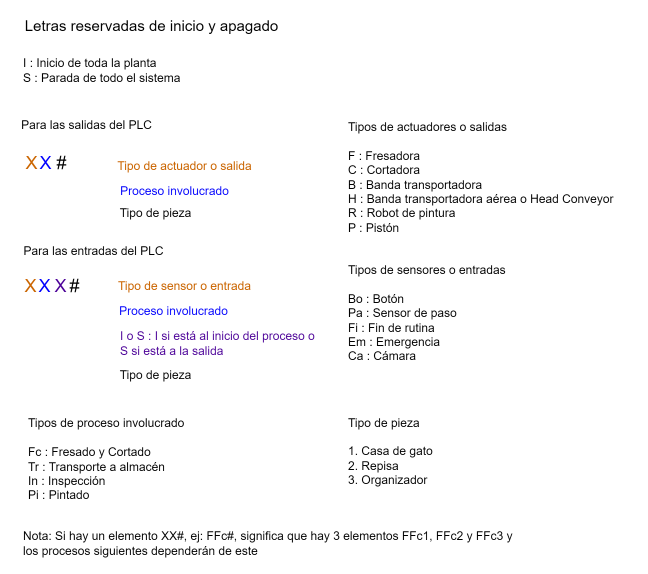 Letras reservadas de inicio y apagado
I : Inicio de toda la planta
S : Parada de todo el sistema
Para las salidas del PLC
XX #
Tipo de actuador o salida
Proceso involucrado
Tipo de pieza
Tipos de actuadores o salidas
F : Fresadora
C : Cortadora
B : Banda transportadora
H : Banda transportadora aérea o Head Conveyor
R : Robot de pintura
P : Pistón
Para las entradas del PLC
XX X#
Tipo de sensor o entrada
Proceso involucrado
I o S : I si está al inicio del proceso o
S si está a la salida
Tipo de pieza
Tipos de sensores o entradas
Bo : Botón
Pa : Sensor de paso
Fi : Fin de rutina
Em : Emergencia
Ca : Cámara
Tipos de proceso involucrado
Fc : Fresado y Cortado
Tr : Transporte a almacén
In : Inspección
Pi : Pintado
Tipo de pieza
1. Casa de gato
2. Repisa
3. Organizador
Nota: Si hay un elemento XX#, ej: FFc#, significa que hay 3 elementos FFc1, FFc2 y FFc3 y
los procesos siguientes dependerán de este